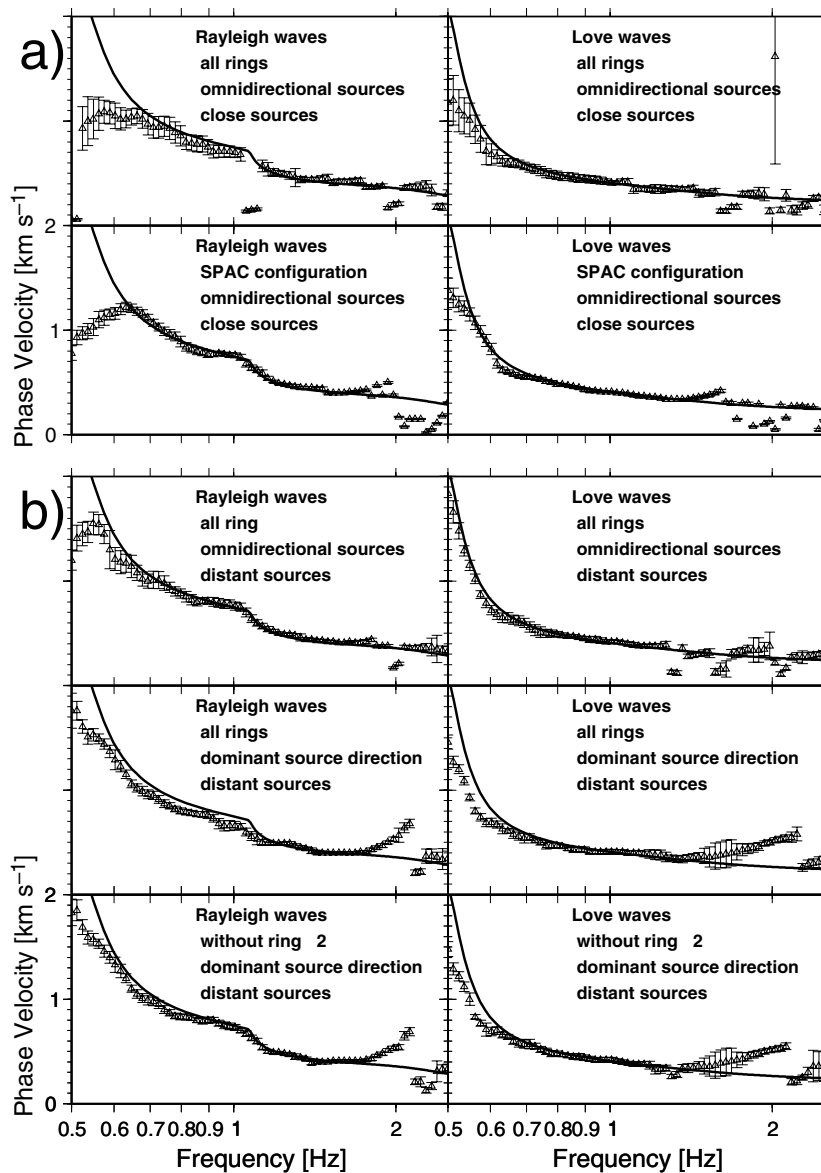 a)
Rayleigh waves
all rings
omnidirectional sources
close sources
Love waves
all rings
omnidirectional sources
close sources
2
1
0
Phase Velocity [km s−1]
Rayleigh waves
SPAC configuration
omnidirectional sources
close sources
Love waves
SPAC configuration
omnidirectional sources
close sources
b)
Rayleigh waves
all ring
omnidirectional sources
distant sources
Love waves
all rings
omnidirectional sources
distant sources
Rayleigh waves
all rings
dominant source direction
distant sources
Love waves
all rings
dominant source direction
distant sources
2
1
0
Phase Velocity [km s−1]
Rayleigh waves
without ring 2
dominant source direction
distant sources
Love waves
without ring 2
dominant source direction
distant sources
0.5 0.6 0.7 0.8 0.9 1 2
0.5 0.6 0.7 0.8 0.9 1 2
Frequency [Hz]
Frequency [Hz]